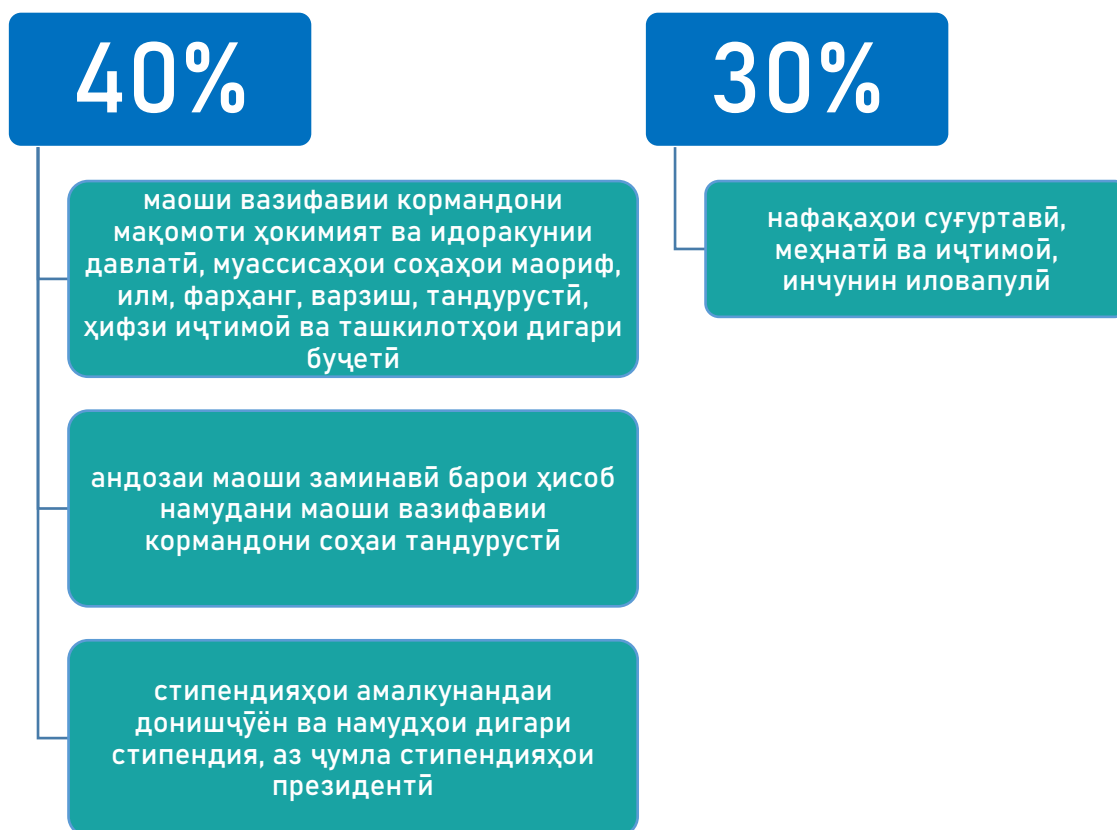 40%
маоши вазифавии кормандони
мақомоти ҳокимият ва идоракунии
давлатӣ, муассисаҳои соҳаҳои маориф,
илм, фарҳанг, варзиш, тандурустӣ,
ҳифзи иҷтимоӣ ва ташкилотҳои дигари
буҷетӣ
андозаи маоши заминавӣ барои ҳисоб
намудани маоши вазифавии
кормандони соҳаи тандурустӣ
стипендияҳои амалкунандаи
донишҷӯён ва намудҳои дигари
стипендия, аз ҷумла стипендияҳои
президентӣ
30%
нафақаҳои суғуртавӣ,
меҳнатӣ ва иҷтимоӣ,
инчунин иловапулӣ